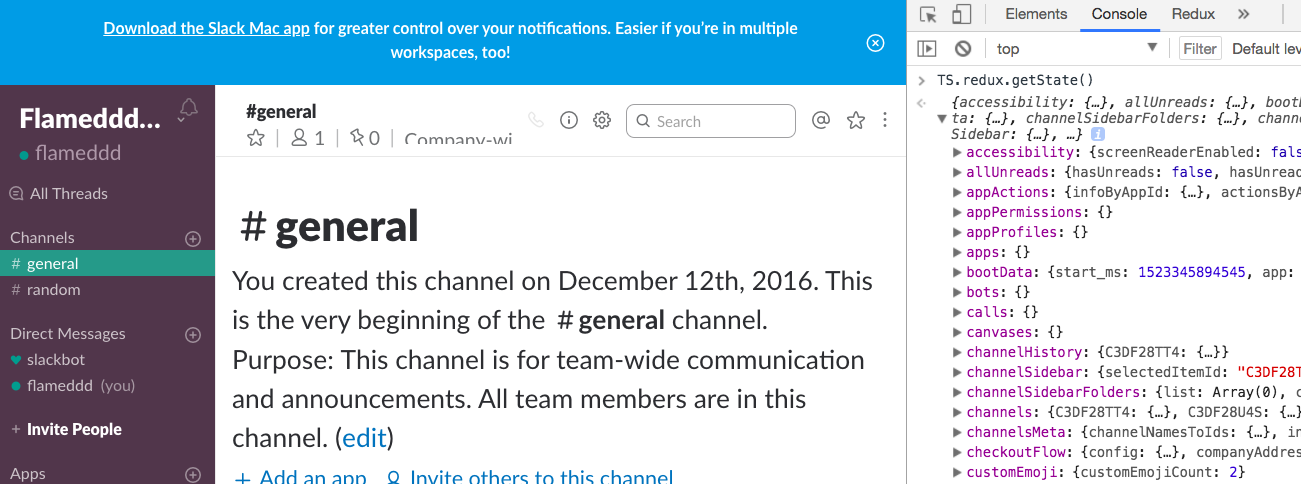 Download the Slack Mac app for greater control over your notifications. Easier if you’re in multiple
workspaces, too!
Flameddd...
flameddd
All Threads
Channels
# general
# random
Direct Messages
slackbot
flameddd (you)
+ Invite People
Apps
#general
1
0
Company-wi
Search
# general
You created this channel on December 12th, 2016. This
is the very beginning of the # general channel.
Purpose: This channel is for team-wide communication
and announcements. All team members are in this
channel. (edit)
+ Add an app
Invite others to this channel
Elements Console Redux »
top
Filter
Default lev
> TS.redux.getState()
{accessibility: {…}, allUnreads: {…}, boot
ta: {…}, channelSidebarFolders: {…}, chann
Sidebar: {…}, …}
accessibility: {screenReaderEnabled: fals
allUnreads: {hasUnreads: false, hasUnread
appActions: {infoByAppId: {…}, actionsByA
appPermissions: {}
appProfiles: {}
apps: {}
bootData: {start_ms: 1523345894545, app:
bots: {}
calls: {}
canvases: {}
channelHistory: {C3DF28TT4: {…}}
channelSidebar: {selectedItemId: "C3DF28T
channelSidebarFolders: {list: Array(0), c
channels: {C3DF28TT4: {…}, C3DF28U4S: {…}
channelsMeta: {channelNamesToIds: {…}, in
checkoutFlow: {config: {…}, companyAddres
customEmoji: {customEmojiCount: 2}